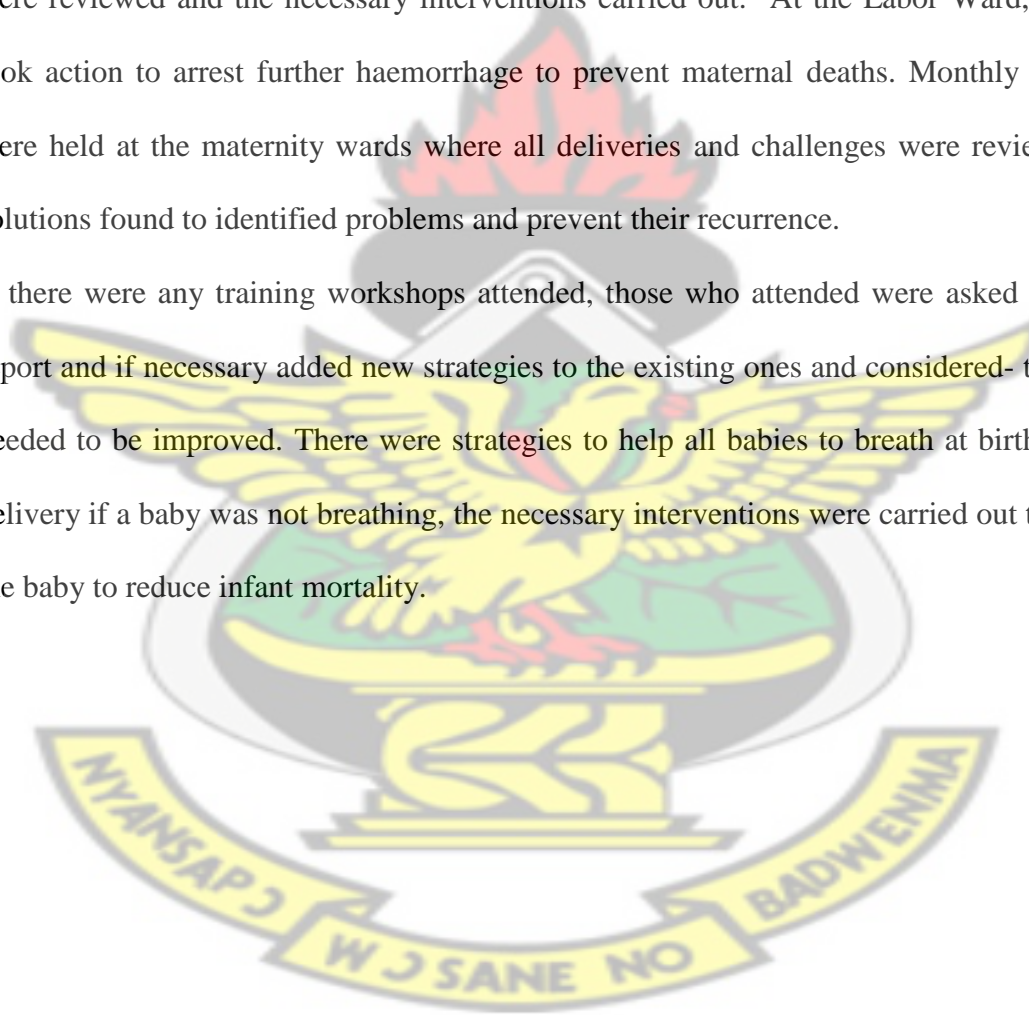 ere reviewed and the necessary interventions carried out. At the Labor Ward,
ok action to arrest further haemorrhage to prevent maternal deaths. Monthly
ere held at the maternity wards where all deliveries and challenges were revie
olutions found to identified problems and prevent their recurrence.
there were any training workshops attended, those who attended were asked
port and if necessary added new strategies to the existing ones and considered- t
eeded to be improved. There were strategies to help all babies to breath at birth
elivery if a baby was not breathing, the necessary interventions were carried out t
e baby to reduce infant mortality.
NYANSAPƆ
WƆ SANE NO
BADWENMA